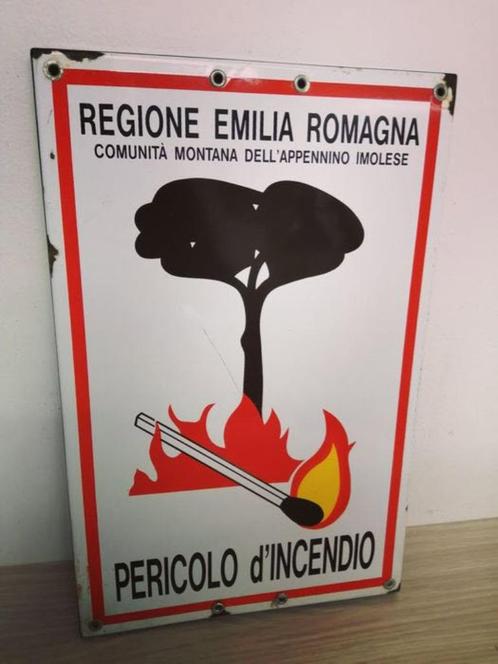 REGIONE EMILIA ROMAGNA
COMUNITÀ MONTANA DELL'APPENNINO IMOLESE
PERICOLO d'INCENDIO